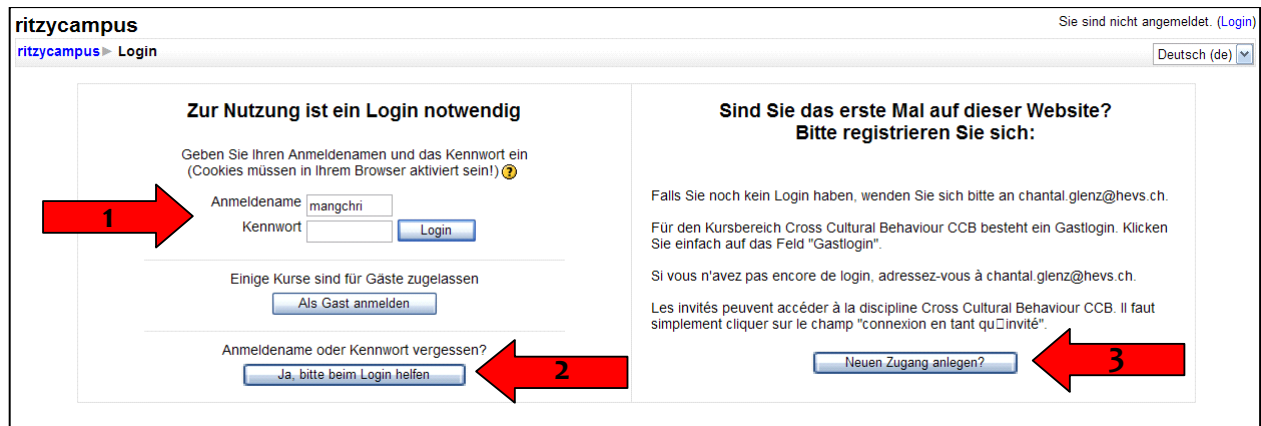 ritzycampus
Sie sind nicht angemeldet. (Login)
ritzycampus► Login
Deutsch (de)
Zur Nutzung ist ein Login notwendig
Geben Sie Ihren Anmeldenamen und das Kennwort ein
(Cookies müssen in Ihrem Browser aktiviert sein!) ?
1
Anmeldename mangchri
Kennwort
Login
Einige Kurse sind für Gäste zugelassen
Als Gast anmelden
Anmeldename oder Kennwort vergessen?
Ja, bitte beim Login helfen
2
Sind Sie das erste Mal auf dieser Website?
Bitte registrieren Sie sich:
Falls Sie noch kein Login haben, wenden Sie sich bitte an chantal.glenz@hevs.ch.
Für den Kursbereich Cross Cultural Behaviour CCB besteht ein Gastlogin. Klicken
Sie einfach auf das Feld "Gastlogin".
Si vous n'avez pas encore de login, adressez-vous à chantal.glenz@hevs.ch.
Les invités peuvent accéder à la discipline Cross Cultural Behaviour CCB. Il faut
simplement cliquer sur le champ "connexion en tant qu□invité".
Neuen Zugang anlegen?
3